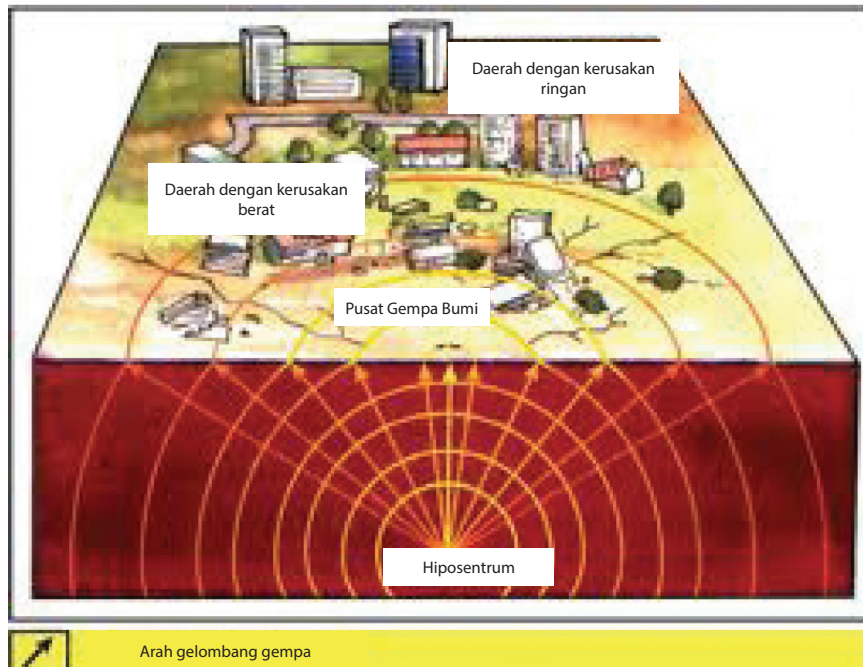 Daerah dengan kerusakan
ringan
Daerah dengan kerusakan
berat
Pusat Gempa Bumi
Hiposentrum
Arah gelombang gempa